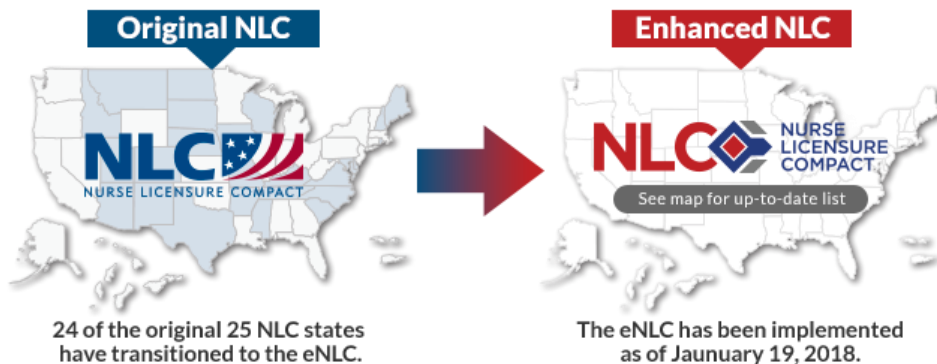 Original NLC
NLC
NURSE LICENSURE COMPACT
24 of the original 25 NLC states
have transitioned to the eNLC.
Enhanced NLC
NLC
NURSE
LICENSURE
COMPACT
See map for up-to-date list
The eNLC has been implemented
as of Jaunuary 19, 2018.